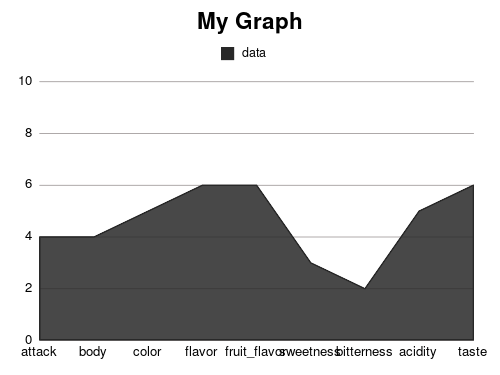 My Graph
data
10
8
6
4
2
0
attack body color flavor fruit_flavor sweetness bitterness acidity taste